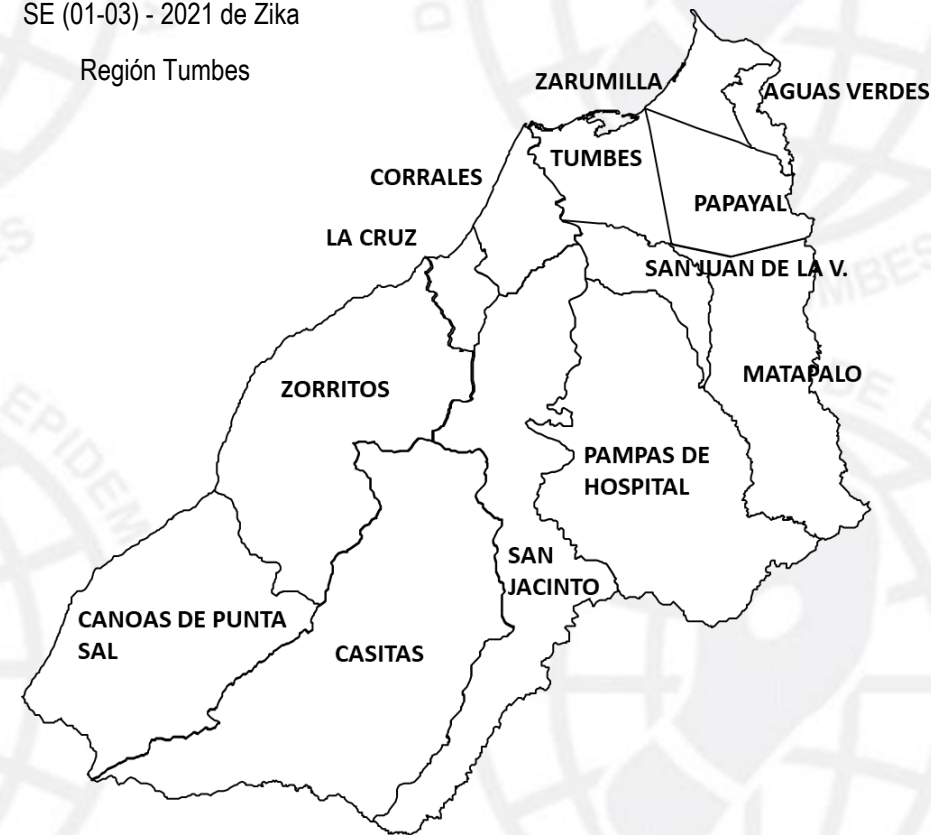 SE (01-03) - 2021 de Zika
Región Tumbes
ZARUMILLA
AGUAS VERDES
TUMBES
CORRALES
PAPAYAL
LA CRUZ
SAN JUAN DE LA V.
MATAPALO
ZORRITOS
PAMPAS DE
HOSPITAL
SAN
JACINTO
CANOAS DE PUNTA
SAL
CASITAS